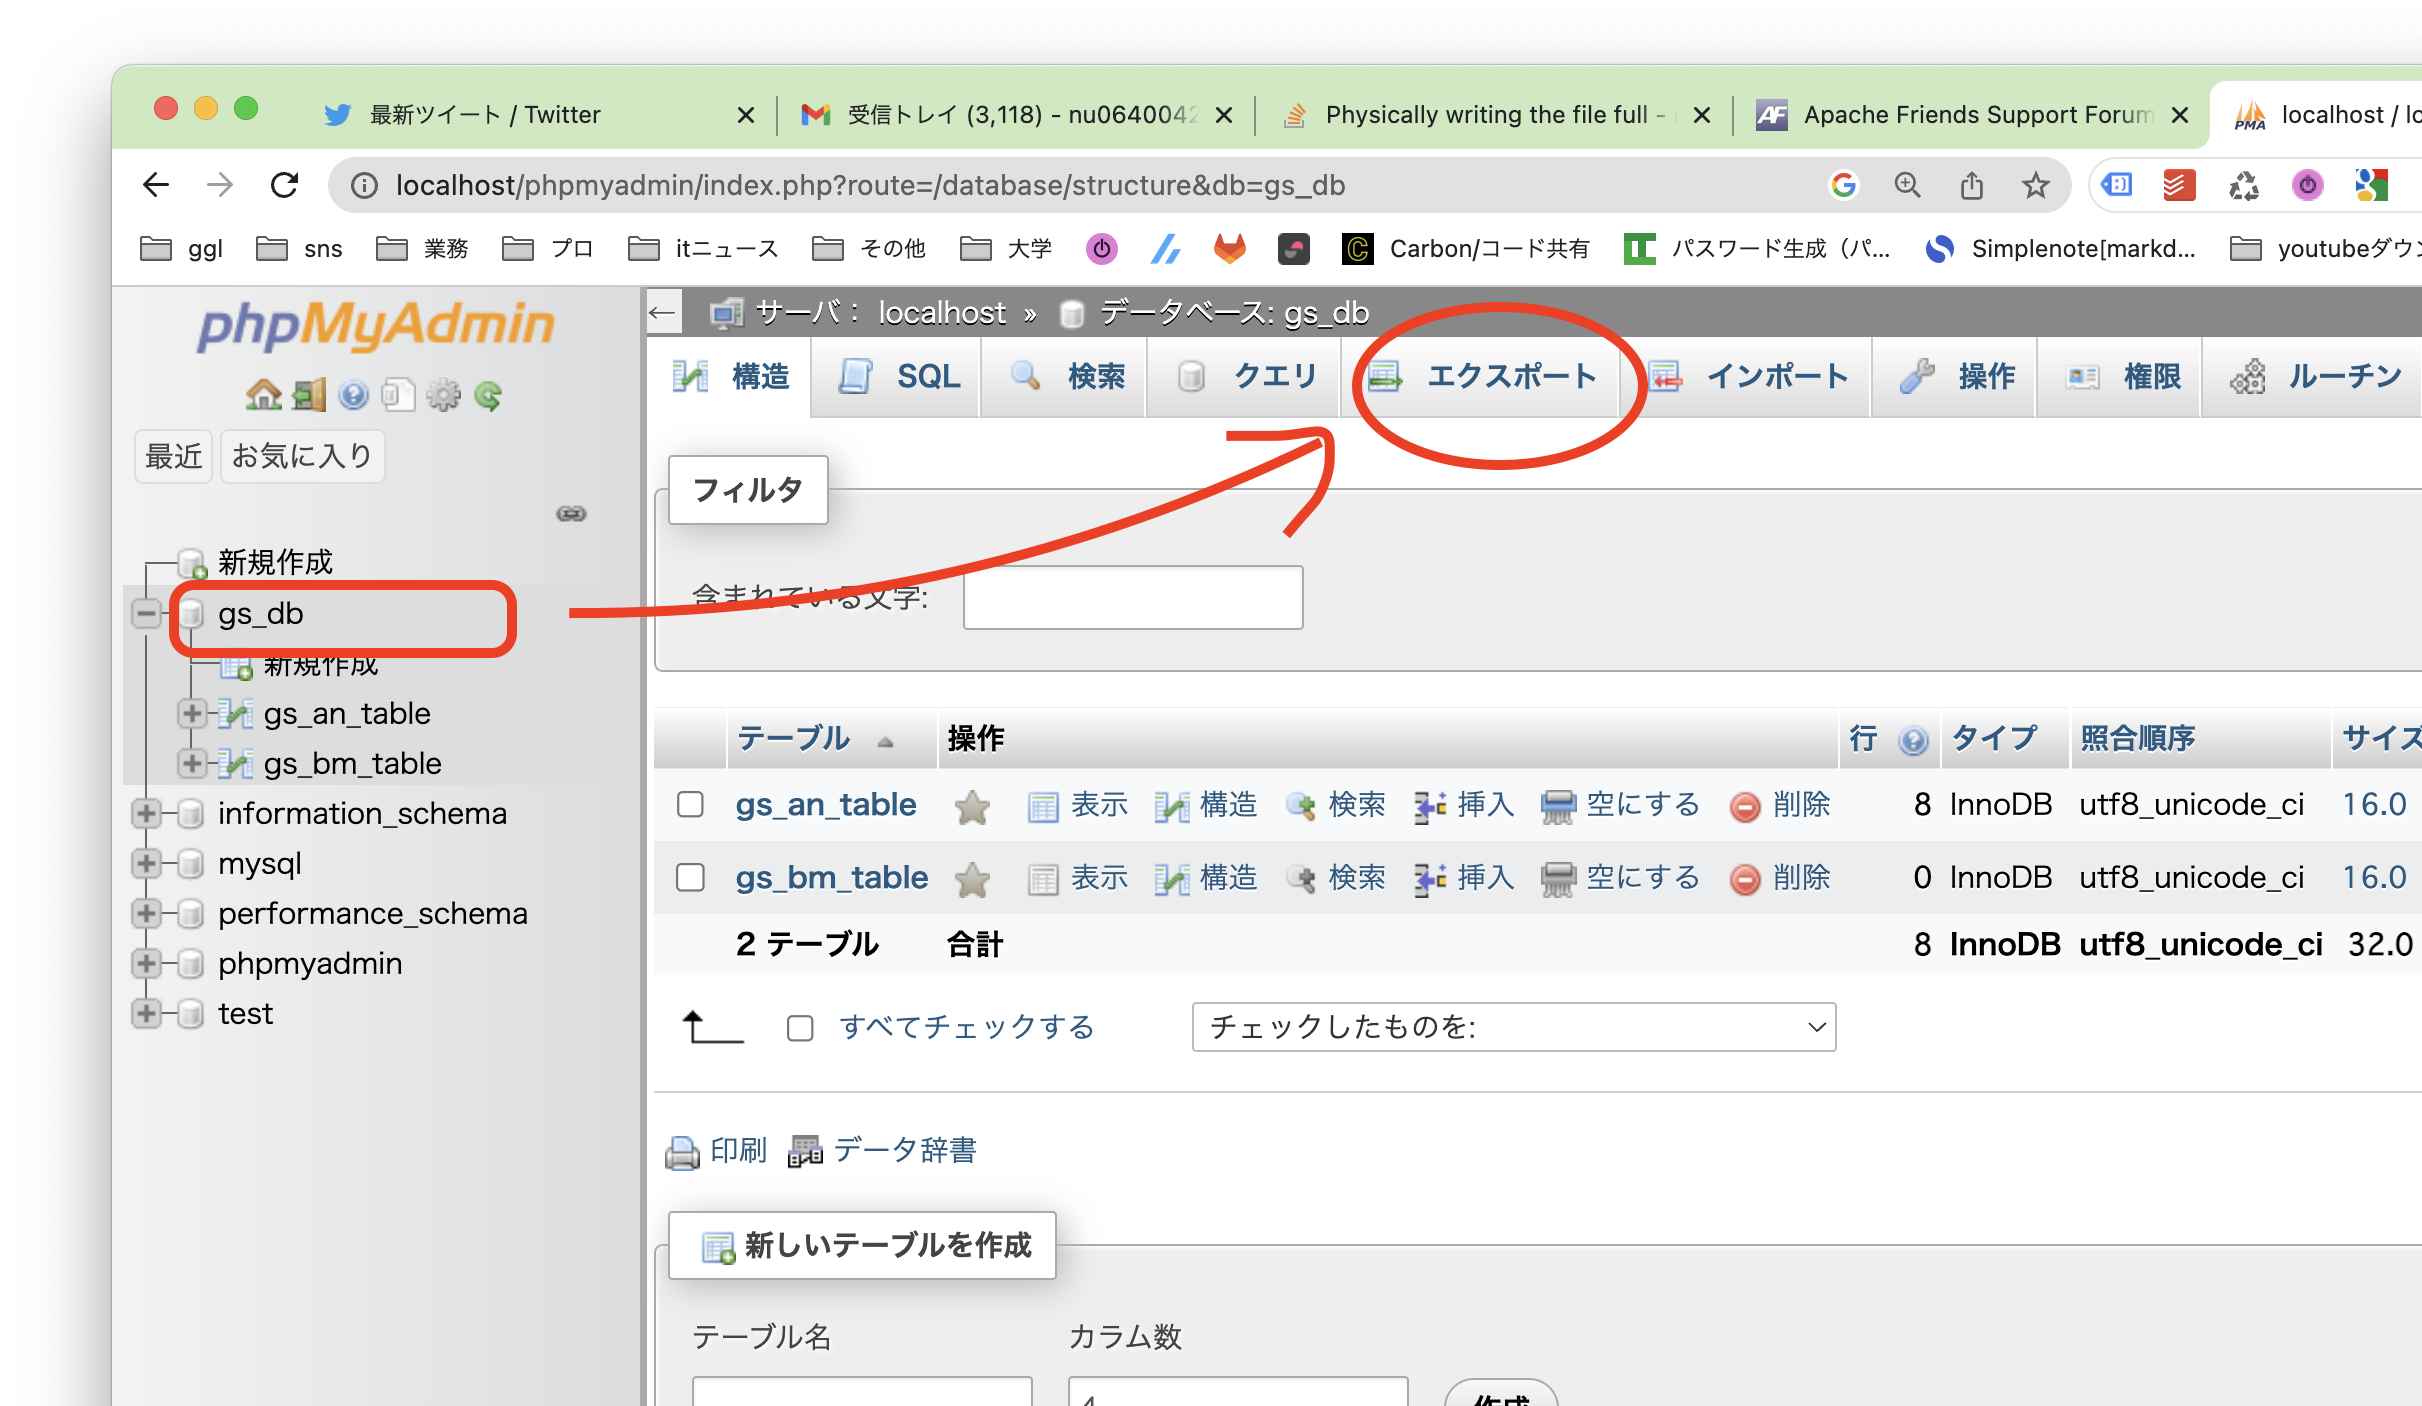 最新ツイート / Twitter
受信トレイ (3,118) - nu0640042
Physically writing the file full -
Apache Friends Support Forum
PMA
localhost / lo
localhost/phpmyadmin/index.php?route=/database/structure&db=gs_db
ggl
sns
業務
プロ
itニュース
その他
大学
Carbon/コード共有
パスワード生成（パ...
Simplenote[markd...
youtubeダウン
phpMyAdmin
最近
お気に入り
新規作成
gs_db
新規作成
gs_an_table
gs_bm_table
information_schema
mysql
performance_schema
phpmyadmin
test
サーバ： localhost » データベース: gs_db
構造
SQL
検索
クエリ
エクスポート
インポート
操作
権限
ルーチン
フィルタ
含まれている文字:
テーブル 操作 行 タイプ 照合順序 サイズ
gs_an_table 表示 構造 検索 挿入 空にする 削除 8 InnoDB utf8_unicode_ci 16.0
gs_bm_table 表示 構造 検索 挿入 空にする 削除 0 InnoDB utf8_unicode_ci 16.0
2 テーブル 合計 8 InnoDB utf8_unicode_ci 32.0
すべてチェックする
チェックしたものを:
印刷
データ辞書
新しいテーブルを作成
テーブル名
カラム数
4
作成